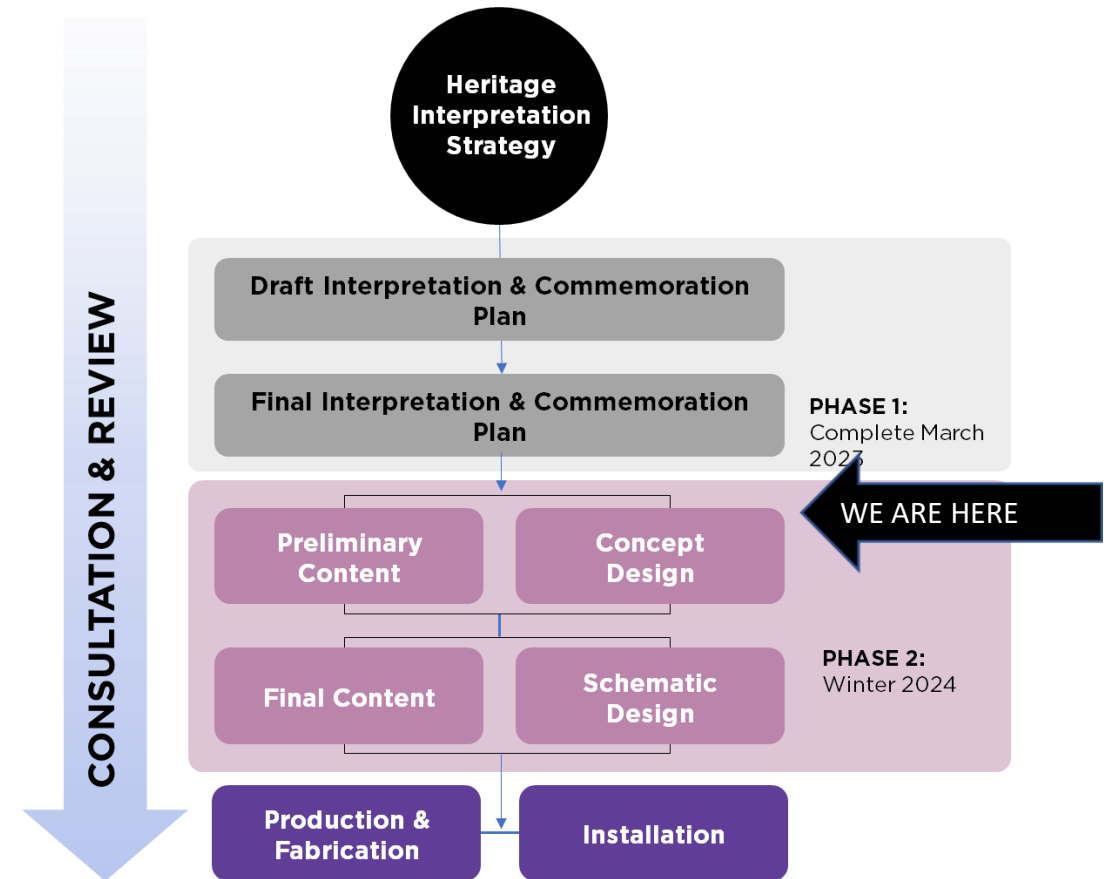 Heritage
Interpretation
Strategy
CONSULTATION & REVIEW
Draft Interpretation & Commemoration
Plan
Final Interpretation & Commemoration
Plan
PHASE 1:
Complete March
2023
WE ARE HERE
Preliminary
Content
Concept
Design
Final Content
Schematic
Design
PHASE 2:
Winter 2024
Production &
Fabrication
Installation